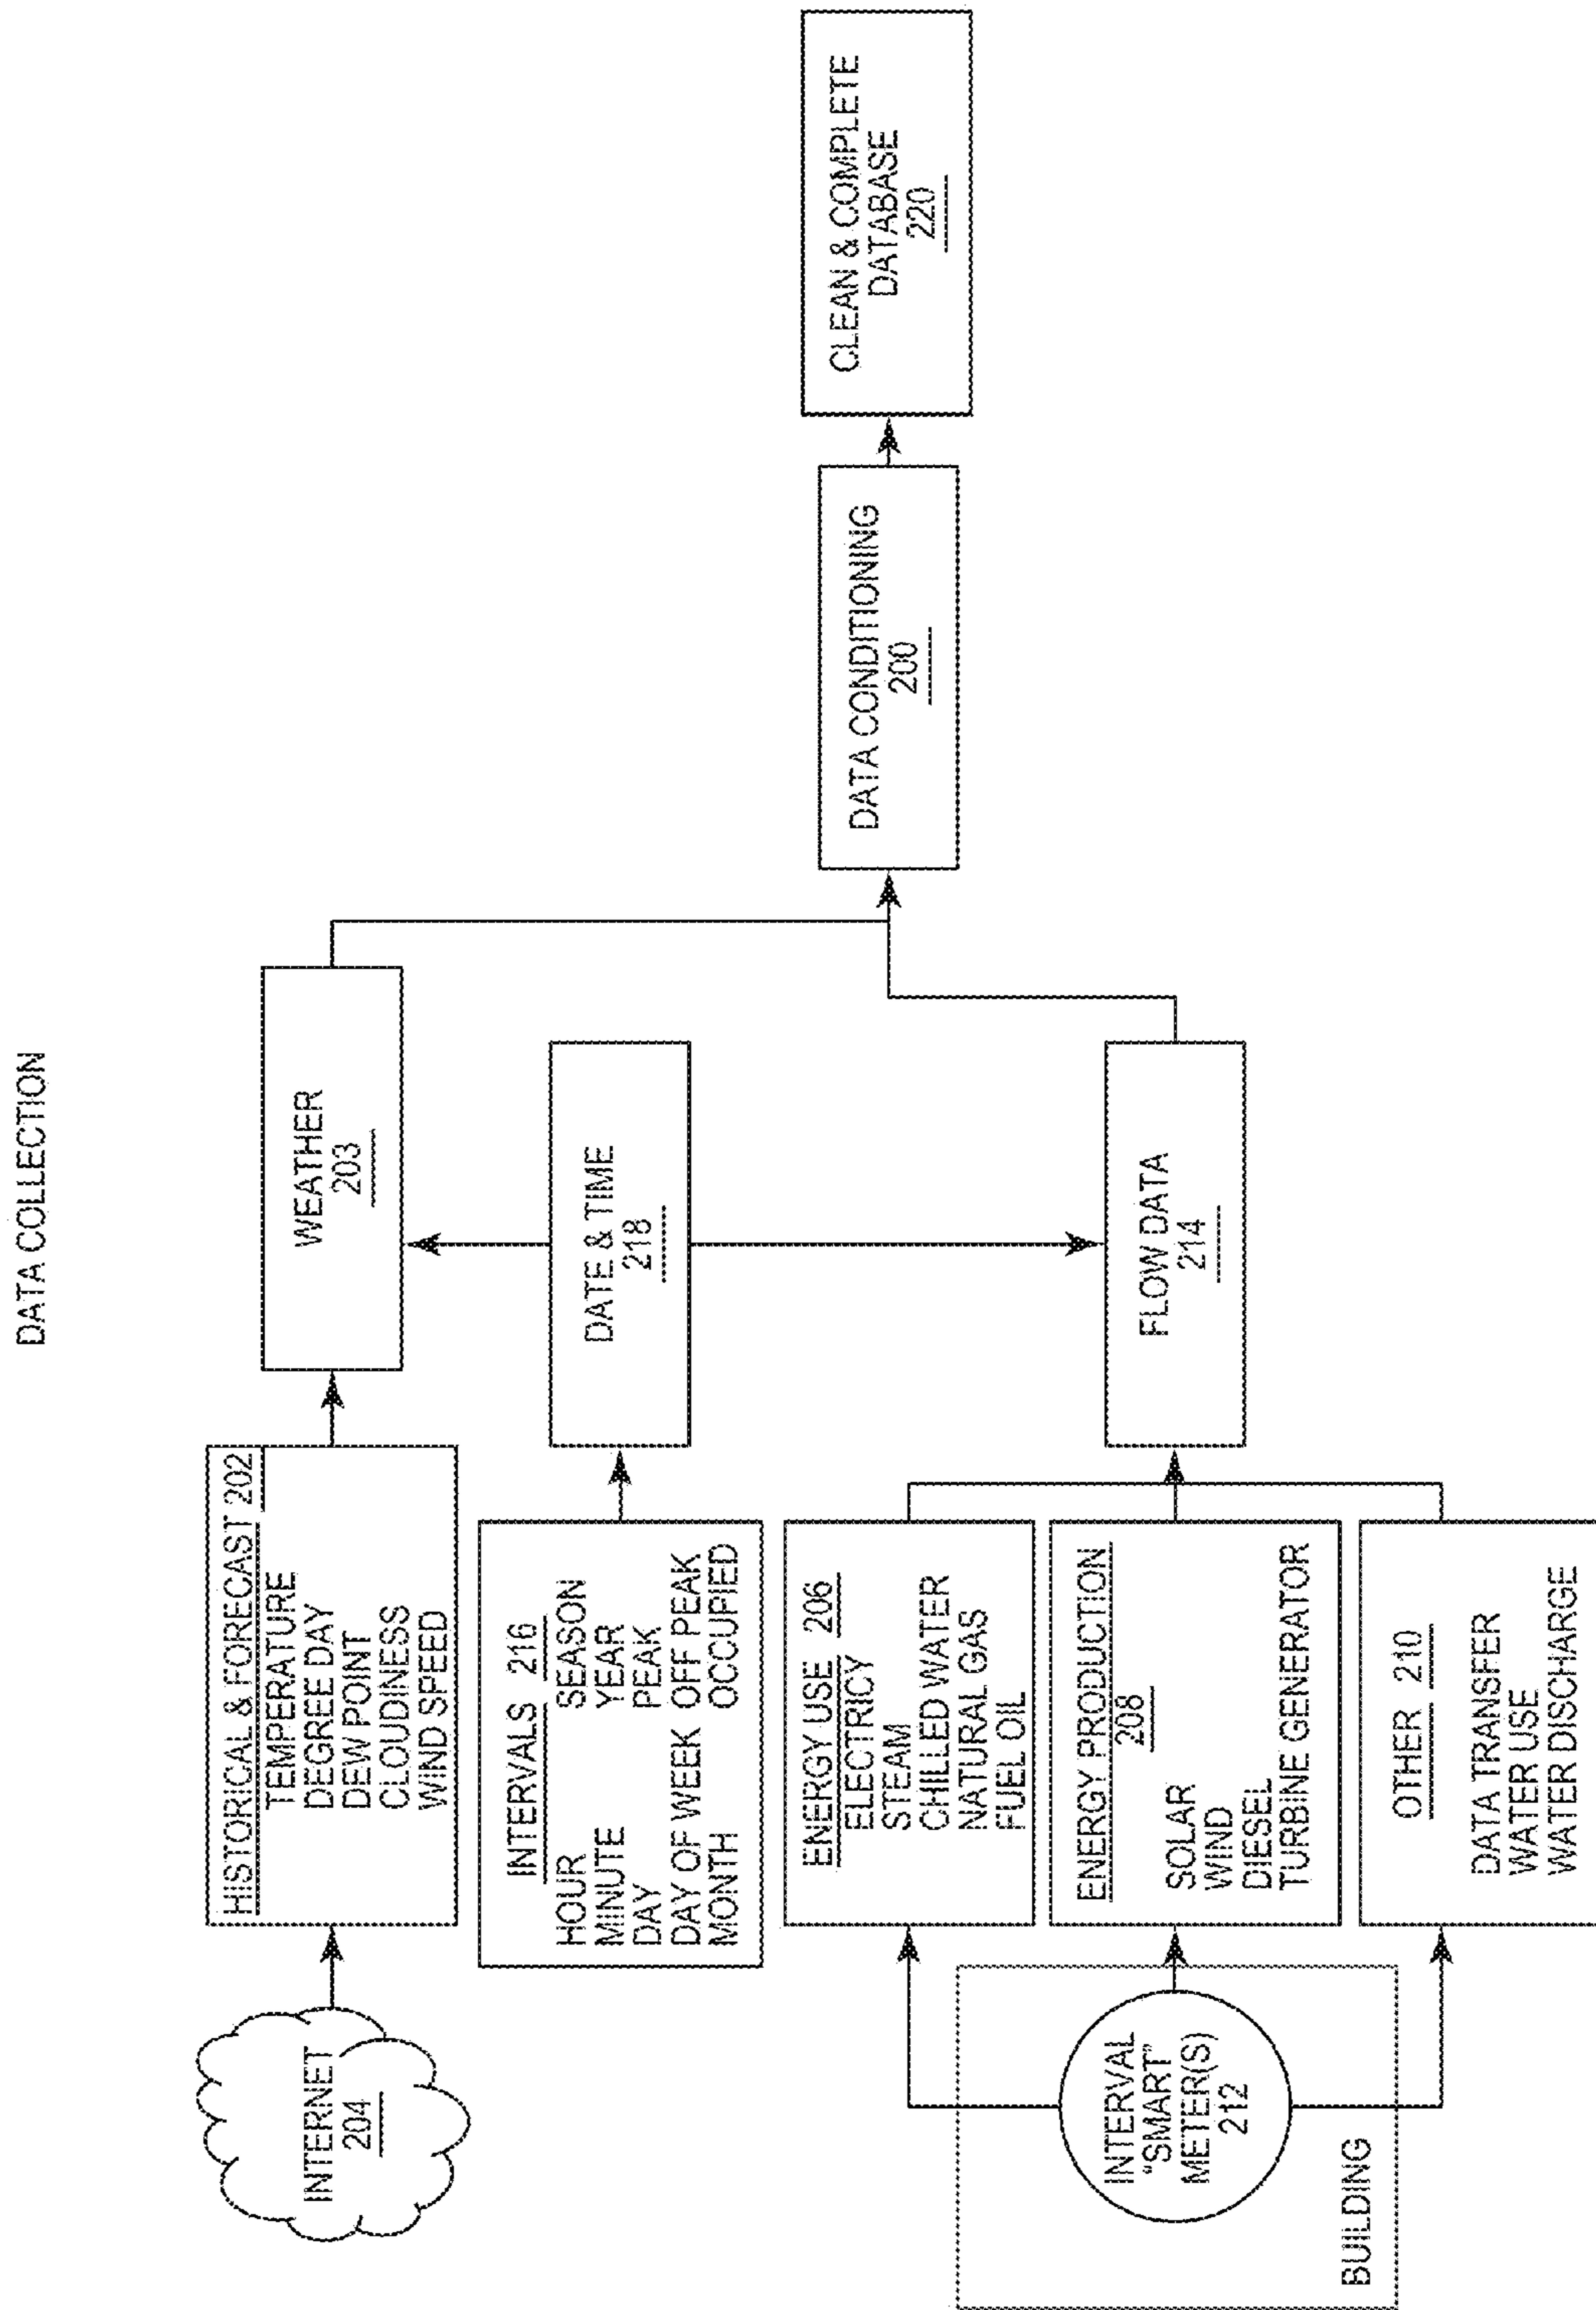 DATA COLLECTION
INTERNET
204
HISTORICAL & FORECAST 202
TEMPERATURE
DEGREE DAY
DEW POINT
CLOUDINESS
WIND SPEED
WEATHER
203
INTERVALS 216
HOUR SEASON
MINUTE YEAR
DAY PEAK
DAY OF WEEK OFF PEAK
MONTH OCCUPIED
DATE & TIME
218
BUILDING
INTERVAL
"SMART"
METER(S)
212
ENERGY USE 206
ELECTRICY
STEAM
CHILLED WATER
NATURAL GAS
FUEL OIL
ENERGY PRODUCTION
208
SOLAR
WIND
DIESEL
TURBINE GENERATOR
OTHER 210
DATA TRANSFER
WATER USE
WATER DISCHARGE
FLOW DATA
214
DATA CONDITIONING
200
CLEAN & COMPLETE
DATABASE
220